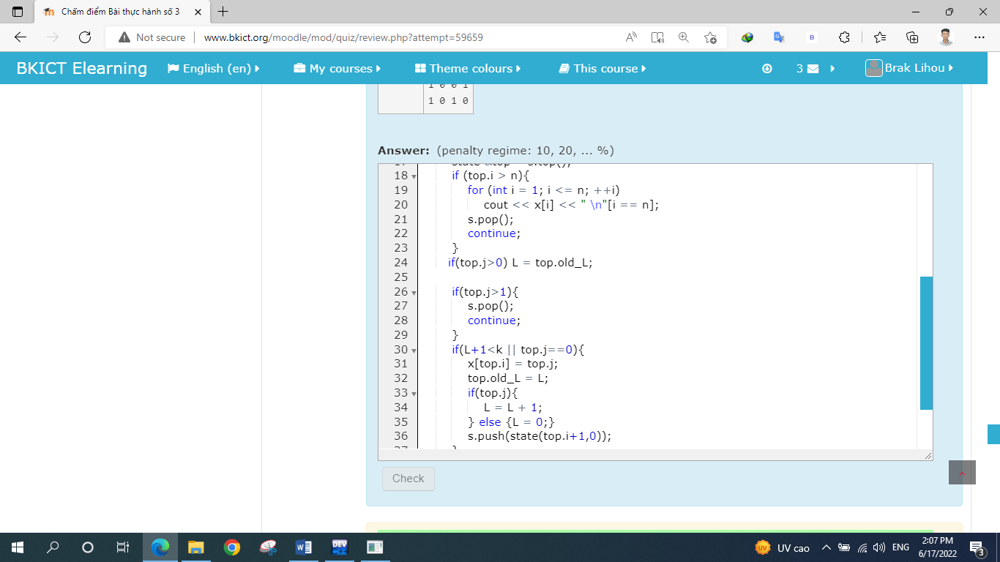 Chấm điểm Bài thực hành số 3
Not secure www.bkict.org/moodle/mod/quiz/review.php?attempt=59659
BKICT Elearning English (en) My courses Theme colours This course 3 Brak Lihou
1 0 0 1
1 0 1 0
Answer: (penalty regime: 10, 20, ... %)
18 if (top.i > n){
19 for (int i = 1; i <= n; ++i)
20 cout << x[i] << " \n"[i == n];
21 s.pop();
22 continue;
23 }
24 if(top.j>0) L = top.old_L;
25
26 if(top.j>1){
27 s.pop();
28 continue;
29 }
30 if(L+1<k || top.j==0){
31 x[top.i] = top.j;
32 top.old_L = L;
33 if(top.j){
34 L = L + 1;
35 } else {L = 0;}
36 s.push(state(top.i+1,0));
37 }
Check
UV UV cao ENG 2:07 PM
6/17/2022 3
W DEV